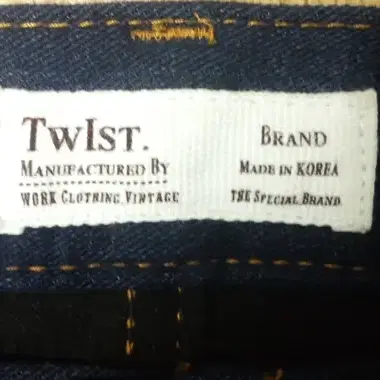 TwIst.
Manufactured By
Work Clothing.Vintage
Brand
Made in KOREA
The Special Brand